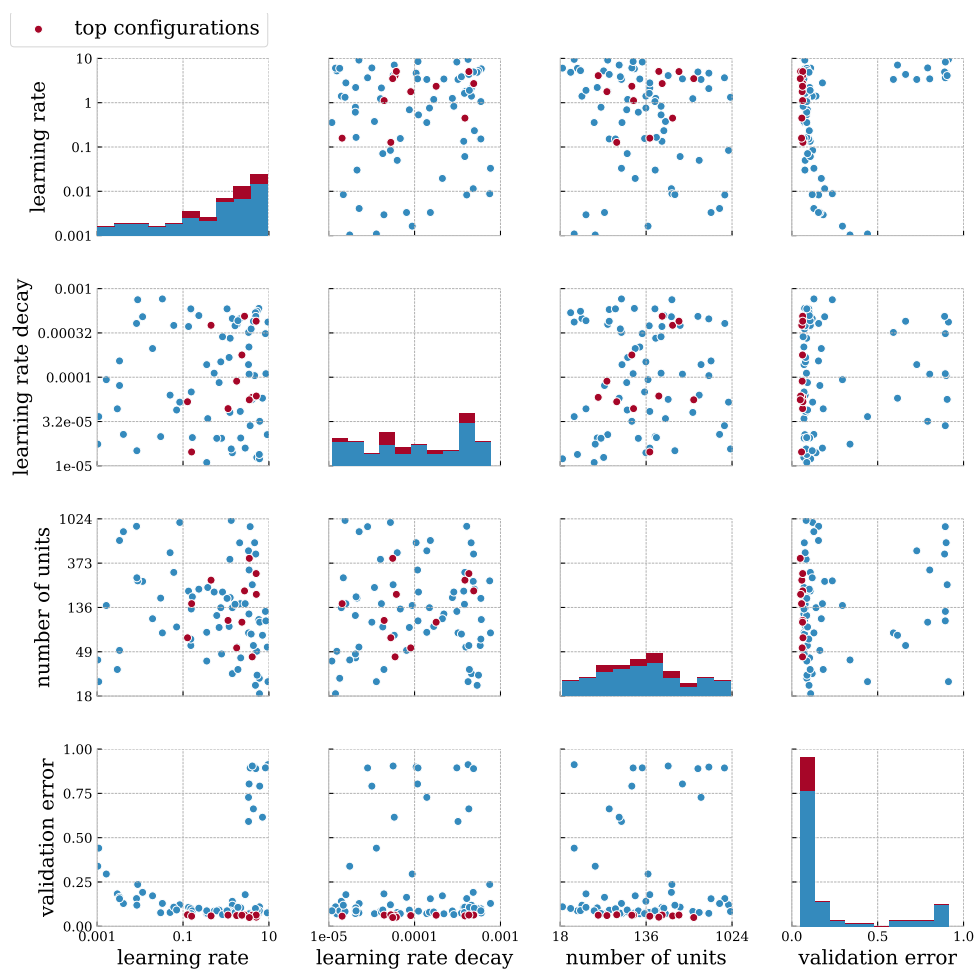 top configurations
learning rate
10
1
0.1
0.01
0.001
learning rate decay
0.001
0.00032
0.0001
3.2e-05
1e-05
number of units
1024
373
136
49
18
validation error
1.00
0.75
0.50
0.25
0.00
0.001 0.1 10
1e-05 0.0001 0.001
18 136 1024
0.0 0.5 1.0
learning rate
learning rate decay
number of units
validation error